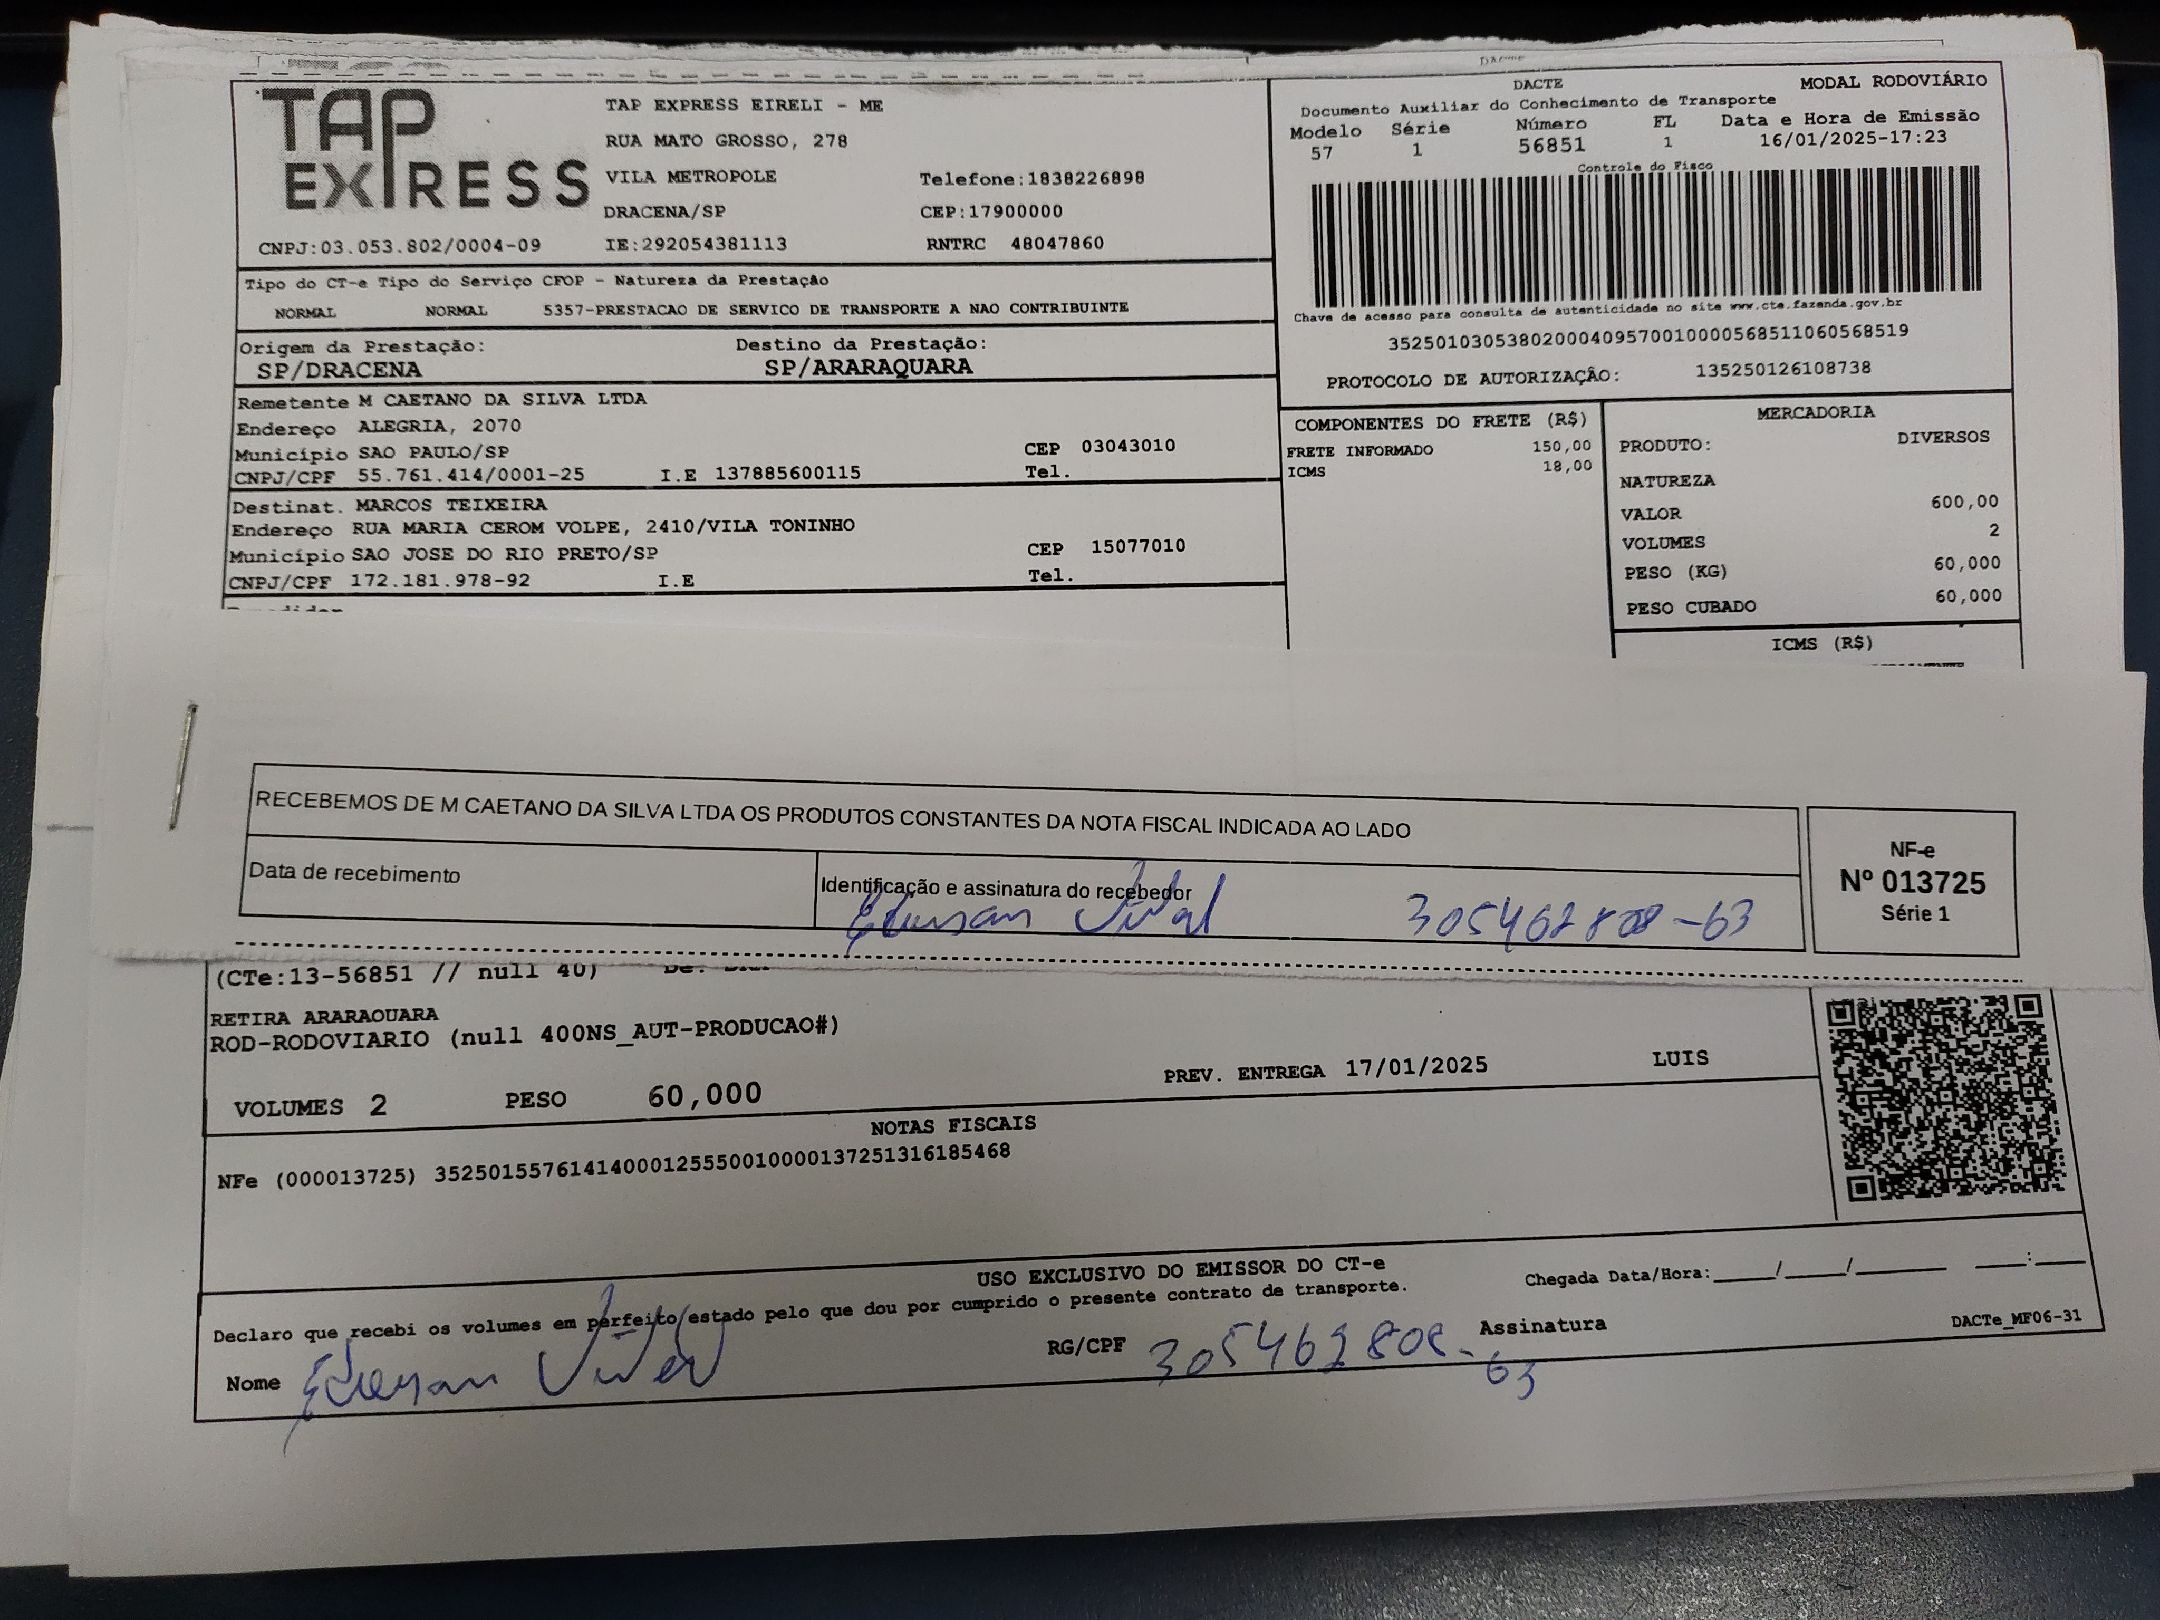 TAP EXPRESS
TAP EXPRESS EIRELI - ME
RUA MATO GROSSO, 278
VILA METROPOLE Telefone:1838226898
DRACENA/SP CEP:17900000
CNPJ:03.053.802/0004-09 IE:292054381113 RNTRC 48047860
DACTE MODAL RODOVIÁRIO
Documento Auxiliar do Conhecimento de Transporte
Modelo Série Número FL Data e Hora de Emissão
57 1 56851 1 16/01/2025-17:23
Controle do Fisco
Chave de acesso para consulta de autenticidade no site www.cte.fazenda.gov.br
35250103053802000409570010000568511060568519
PROTOCOLO DE AUTORIZAÇÃO: 135250126108738
Tipo do CT-e Tipo do Serviço CFOP - Natureza da Prestação
NORMAL NORMAL 5357-PRESTACAO DE SERVICO DE TRANSPORTE A NAO CONTRIBUINTE
Origem da Prestação: Destino da Prestação:
SP/DRACENA SP/ARARAQUARA
Remetente M CAETANO DA SILVA LTDA
Endereço ALEGRIA, 2070
Município SAO PAULO/SP CEP 03043010
CNPJ/CPF 55.761.414/0001-25 I.E 137885600115 Tel.
Destinat. MARCOS TEIXEIRA
Endereço RUA MARIA CEROM VOLPE, 2410/VILA TONINHO
Município SAO JOSE DO RIO PRETO/SP CEP 15077010
CNPJ/CPF 172.181.978-92 I.E Tel.
COMPONENTES DO FRETE (R$)
FRETE INFORMADO 150,00
ICMS 18,00
MERCADORIA
PRODUTO: DIVERSOS
NATUREZA
VALOR 600,00
VOLUMES 2
PESO (KG) 60,000
PESO CUBADO 60,000
ICMS (R$)
RECEBEMOS DE M CAETANO DA SILVA LTDA OS PRODUTOS CONSTANTES DA NOTA FISCAL INDICADA AO LADO
Data de recebimento
Identificação e assinatura do recebedor
305462808-63
NF-e
Nº 013725
Série 1
(CTe:13-56851 // null 40)
RETIRA ARARAQUARA
ROD-RODOVIARIO (null 400NS_AUT-PRODUCAO#)
VOLUMES 2 PESO 60,000 PREV. ENTREGA 17/01/2025 LUIS
NOTAS FISCAIS
NFe (000013725) 35250155761414000125550010000137251316185468
USO EXCLUSIVO DO EMISSOR DO CT-e
Declaro que recebi os volumes em perfeito estado pelo que dou por cumprido o presente contrato de transporte.
Chegada Data/Hora:____/____/______ ___:___
Nome RG/CPF 305462808-63 Assinatura
DACTe_MF06-31